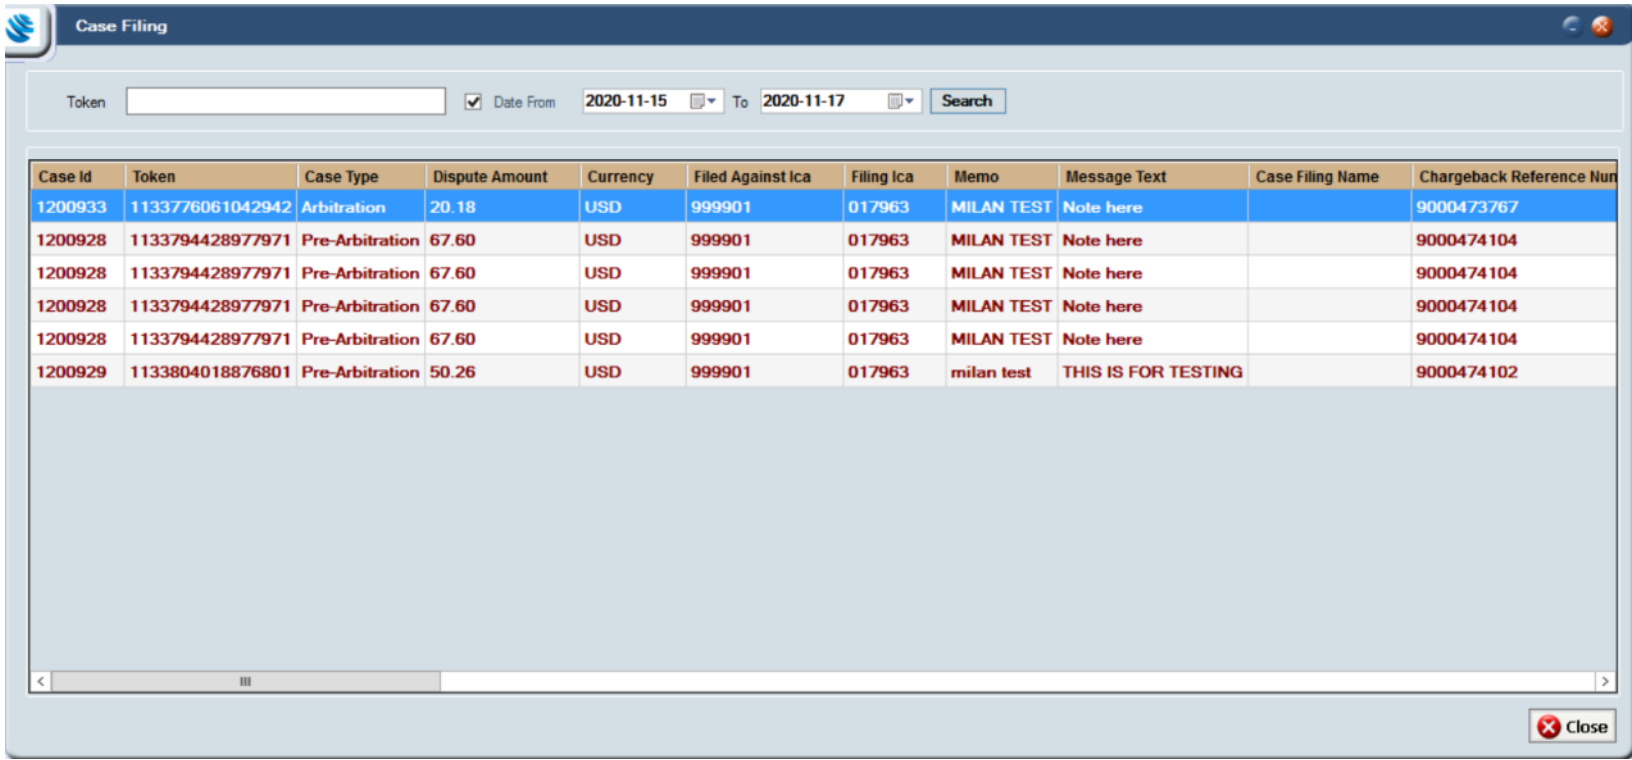 Case Filing
Token Date From 2020-11-15 To 2020-11-17 Search
Case Id Token Case Type Dispute Amount Currency Filed Against Ica Filing Ica Memo Message Text Case Filing Name Chargeback Reference Num
1200933 1133776061042942 Arbitration 20.18 USD 999901 017963 MILAN TEST Note here 9000473767
1200928 1133794428977971 Pre-Arbitration 67.60 USD 999901 017963 MILAN TEST Note here 9000474104
1200928 1133794428977971 Pre-Arbitration 67.60 USD 999901 017963 MILAN TEST Note here 9000474104
1200928 1133794428977971 Pre-Arbitration 67.60 USD 999901 017963 MILAN TEST Note here 9000474104
1200928 1133794428977971 Pre-Arbitration 67.60 USD 999901 017963 MILAN TEST Note here 9000474104
1200929 1133804018876801 Pre-Arbitration 50.26 USD 999901 017963 milan test THIS IS FOR TESTING 9000474102
Close